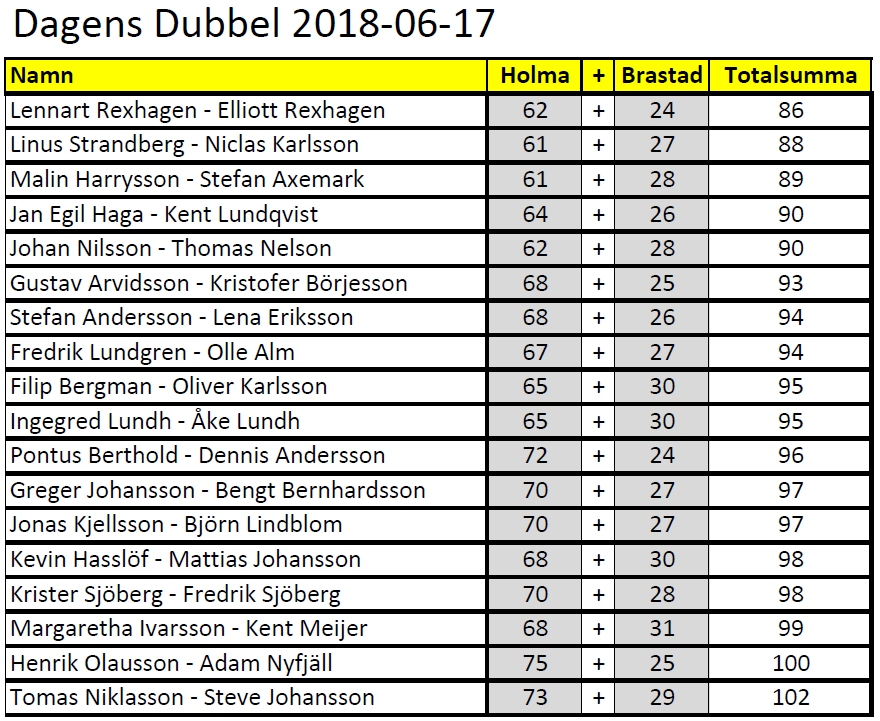 Dagens Dubbel 2018-06-17
Namn Holma + Brastad Totalsumma
Lennart Rexhagen - Elliott Rexhagen 62 + 24 86
Linus Strandberg - Niclas Karlsson 61 + 27 88
Malin Harrysson - Stefan Axemark 61 + 28 89
Jan Egil Haga - Kent Lundqvist 64 + 26 90
Johan Nilsson - Thomas Nelson 62 + 28 90
Gustav Arvidsson - Kristofer Börjesson 68 + 25 93
Stefan Andersson - Lena Eriksson 68 + 26 94
Fredrik Lundgren - Olle Alm 67 + 27 94
Filip Bergman - Oliver Karlsson 65 + 30 95
Ingegred Lundh - Åke Lundh 65 + 30 95
Pontus Berthold - Dennis Andersson 72 + 24 96
Greger Johansson - Bengt Bernhardsson 70 + 27 97
Jonas Kjellsson - Björn Lindblom 70 + 27 97
Kevin Hasslöf - Mattias Johansson 68 + 30 98
Krister Sjöberg - Fredrik Sjöberg 70 + 28 98
Margaretha Ivarsson - Kent Meijer 68 + 31 99
Henrik Olausson - Adam Nyfjäll 75 + 25 100
Tomas Niklasson - Steve Johansson 73 + 29 102